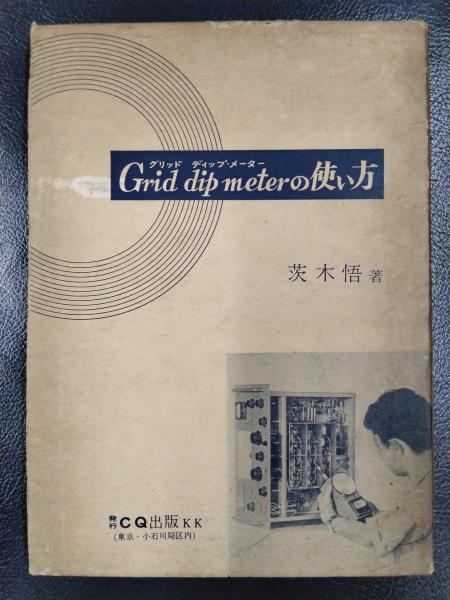 グリッド ディップ・メーター
Grid dip meterの使い方
茨木悟 著
発行 CQ出版KK
(東京・小石川局区内)